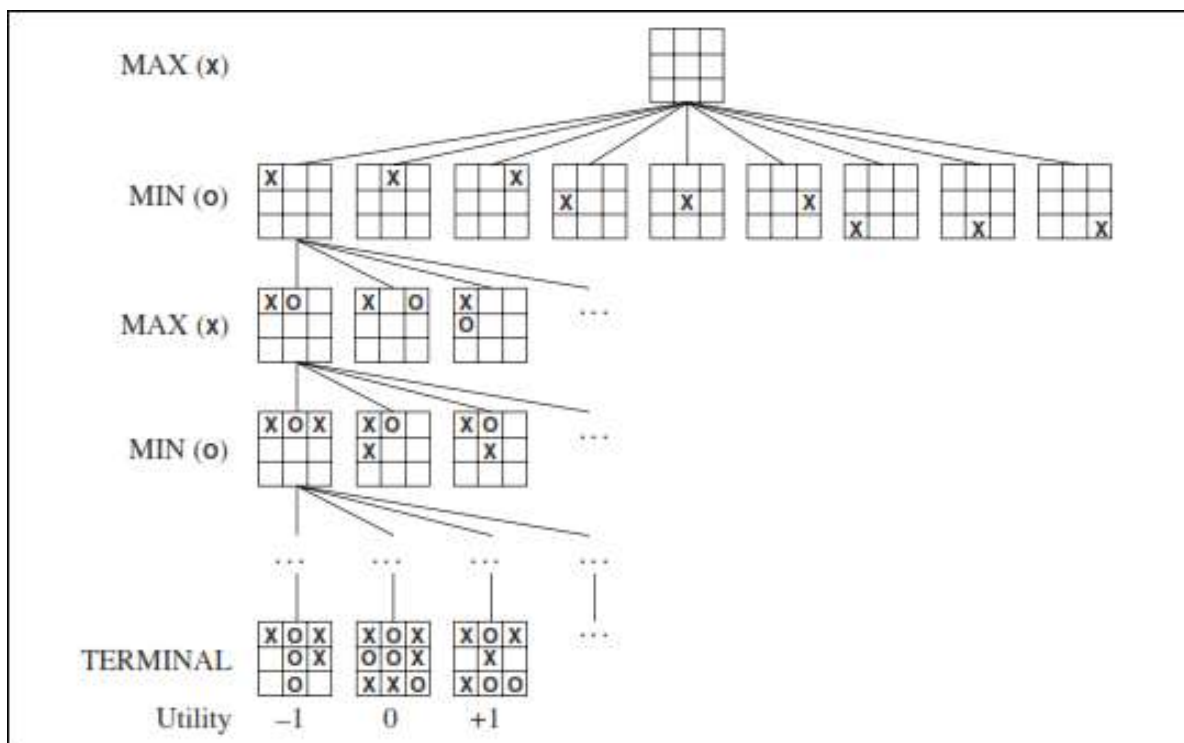 MAX (X)
MIN (O)
X X X X X X X X X
MAX (X)
X O X O X
O
...
MIN (O)
X O X X O X O
X X
...
... ... ... ...
TERMINAL
X O X X O X X O X
O X O O X X
O X X O X O O
...
Utility –1 0 +1